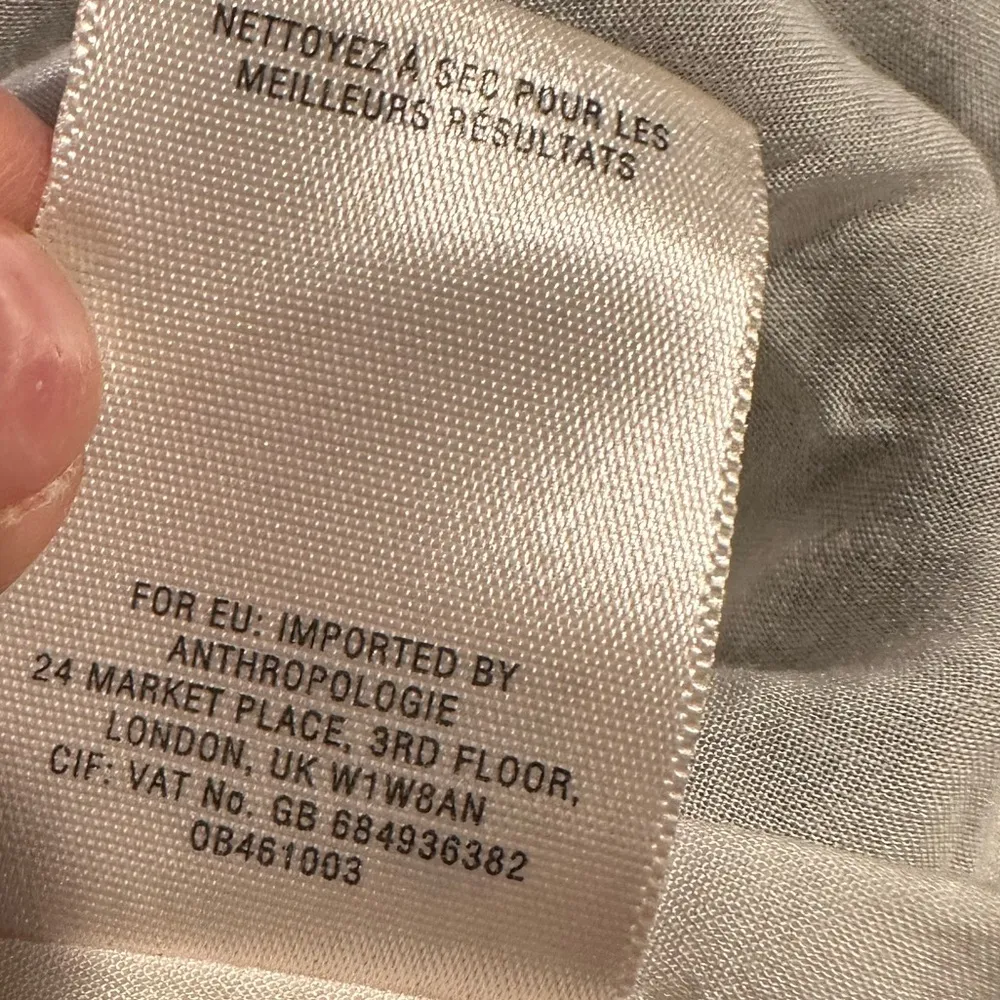 NETTOYEZ À SEC POUR LES
MEILLEURS RÉSULTATS
FOR EU: IMPORTED BY
ANTHROPOLOGIE
24 MARKET PLACE, 3RD FLOOR,
LONDON, UK W1W8AN
CIF: VAT No. GB 684936382
OB461003